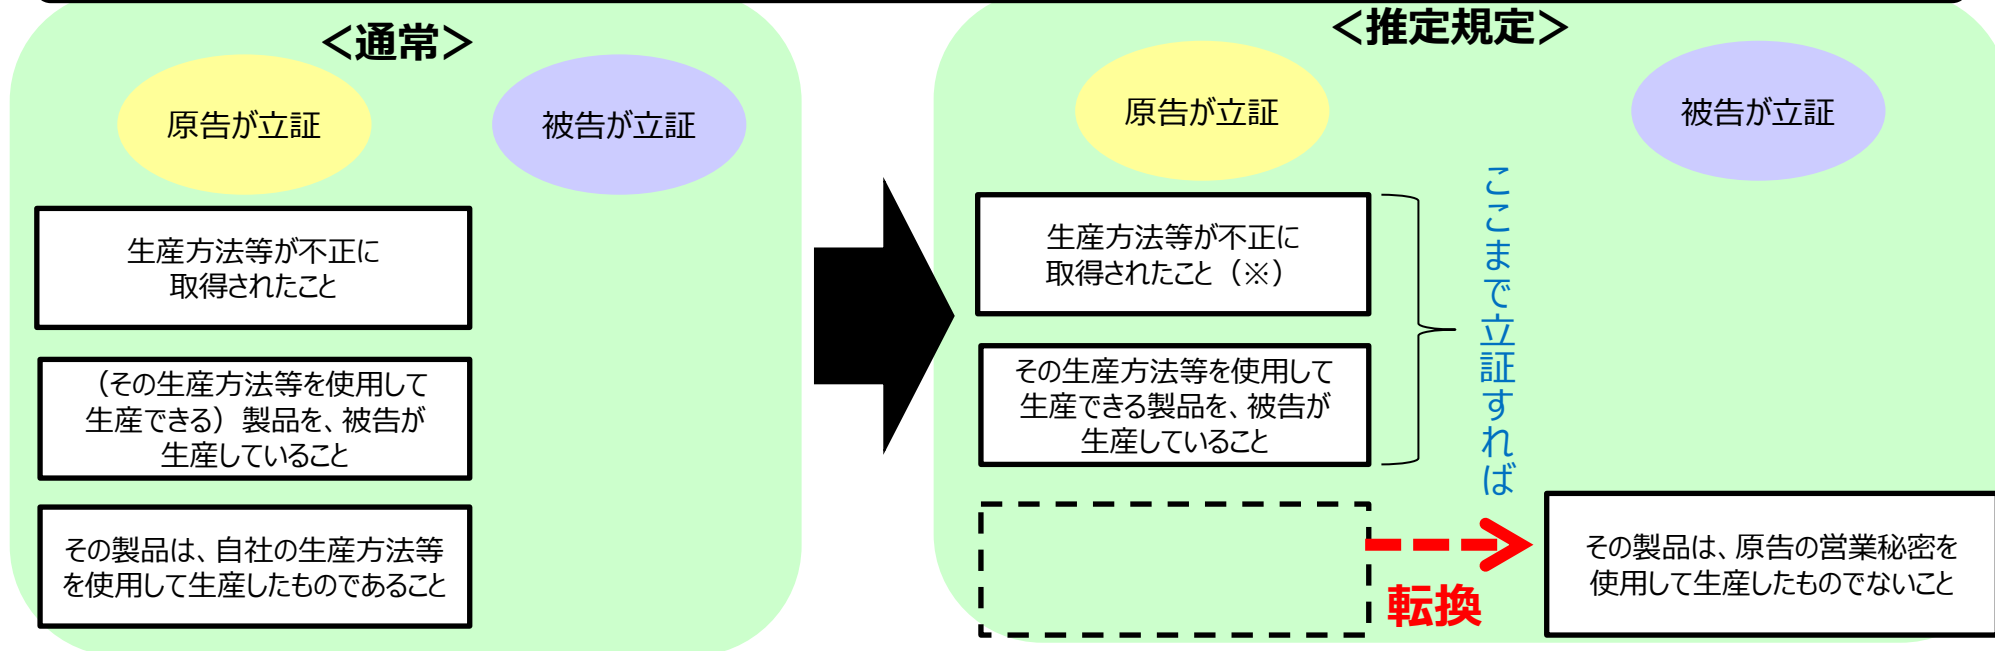 ＜通常＞
原告が立証
被告が立証
生産方法等が不正に
取得されたこと
（その生産方法等を使用して
生産できる）製品を、被告が
生産していること
その製品は、自社の生産方法等
を使用して生産したものであること
＜推定規定＞
原告が立証
被告が立証
生産方法等が不正に
取得されたこと（※）
その生産方法等を使用して
生産できる製品を、被告が
生産していること
ここまで立証すれば
転換
その製品は、原告の営業秘密を
使用して生産したものでないこと